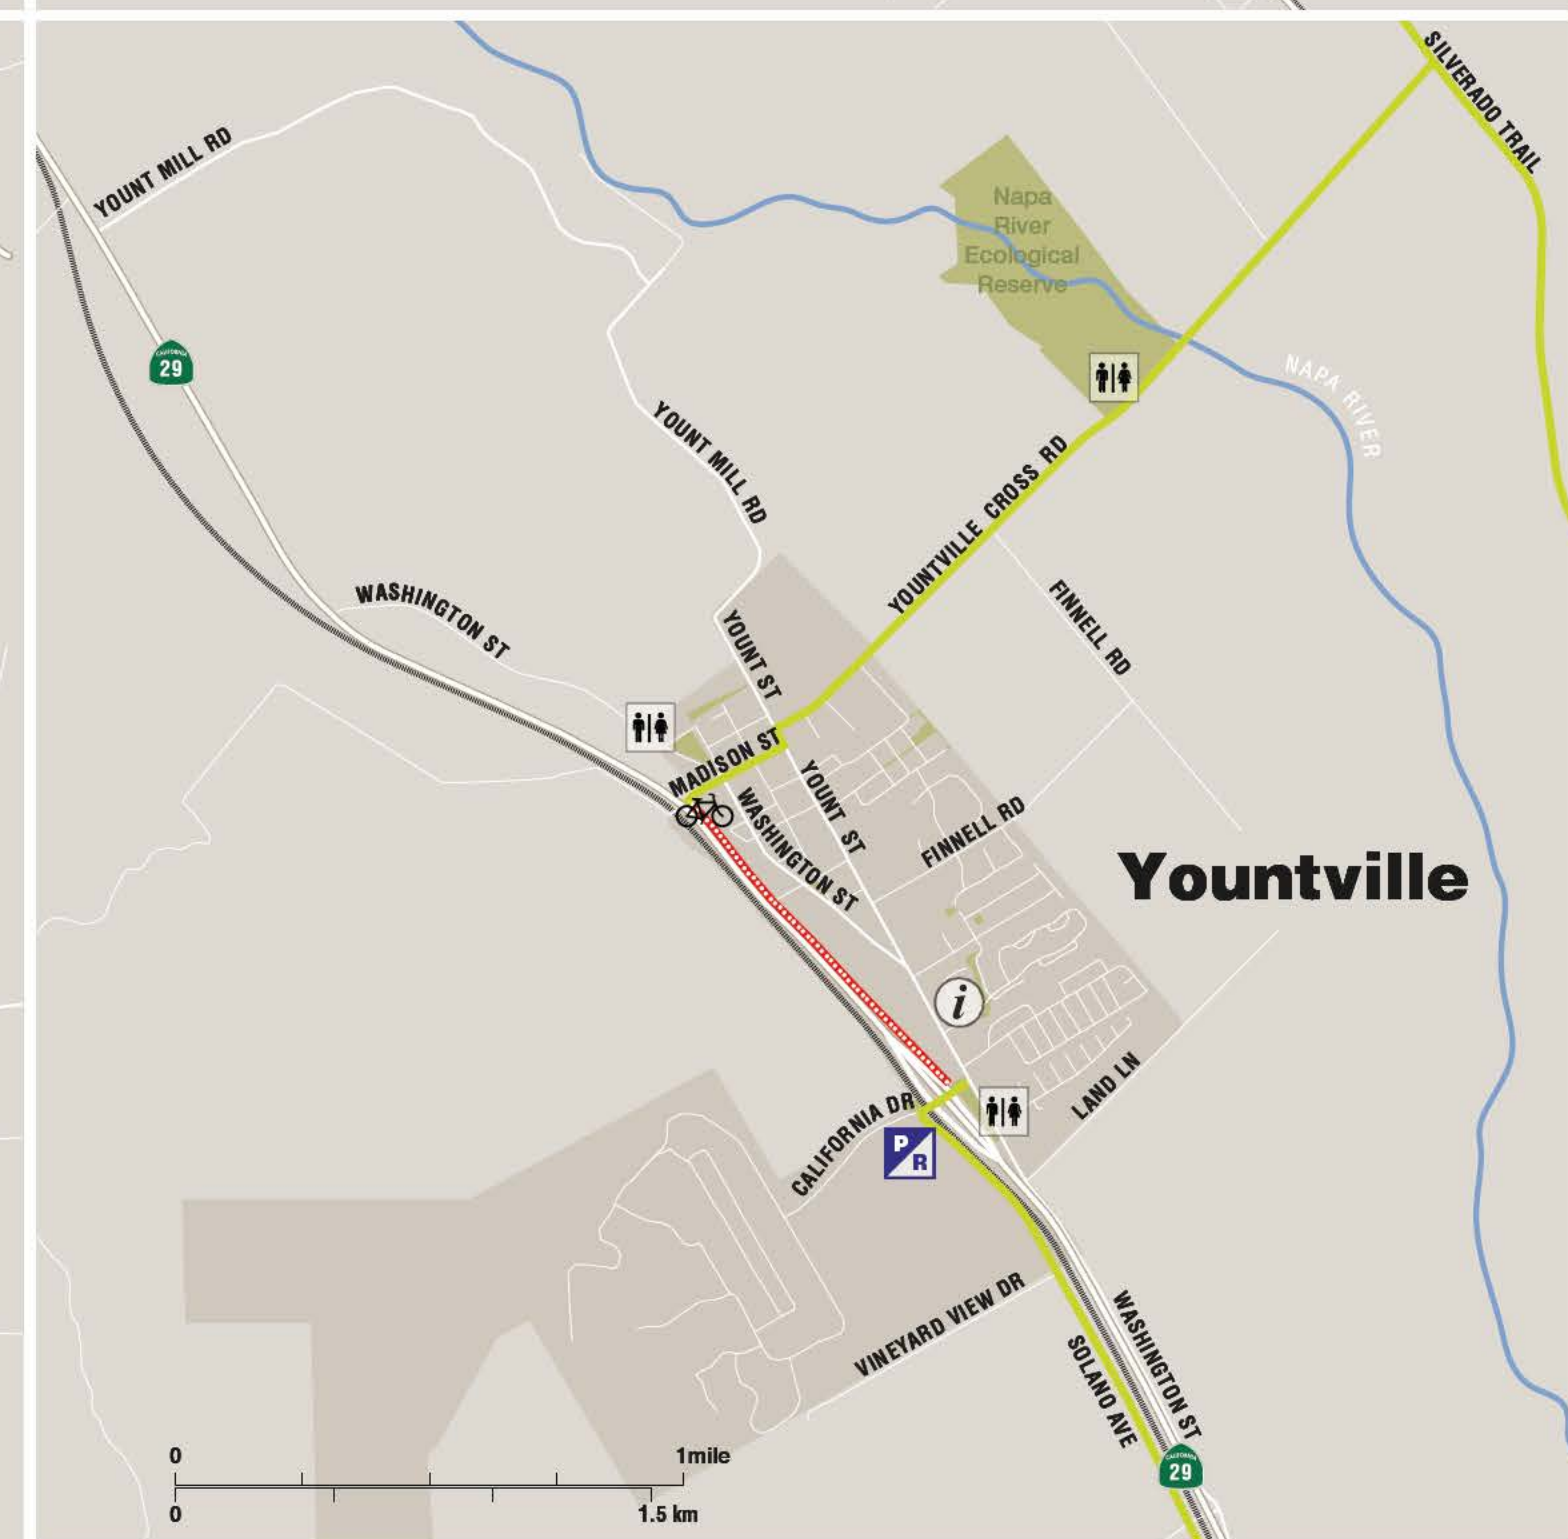 SILVERADO TRAIL
YOUNT MILL RD
Napa
River
Ecological
Reserve
CALIFORNIA
29
NAPA RIVER
YOUNT MILL RD
YOUNTVILLE CROSS RD
WASHINGTON ST
FINNELL RD
YOUNT ST
MADISON ST
YOUNT ST
WASHINGTON ST
FINNELL RD
Yountville
i
LAND LN
CALIFORNIA DR
P/R
VINEYARD VIEW DR
WASHINGTON ST
SOLANO AVE
CALIFORNIA
29
0 1mile
0 1.5 km